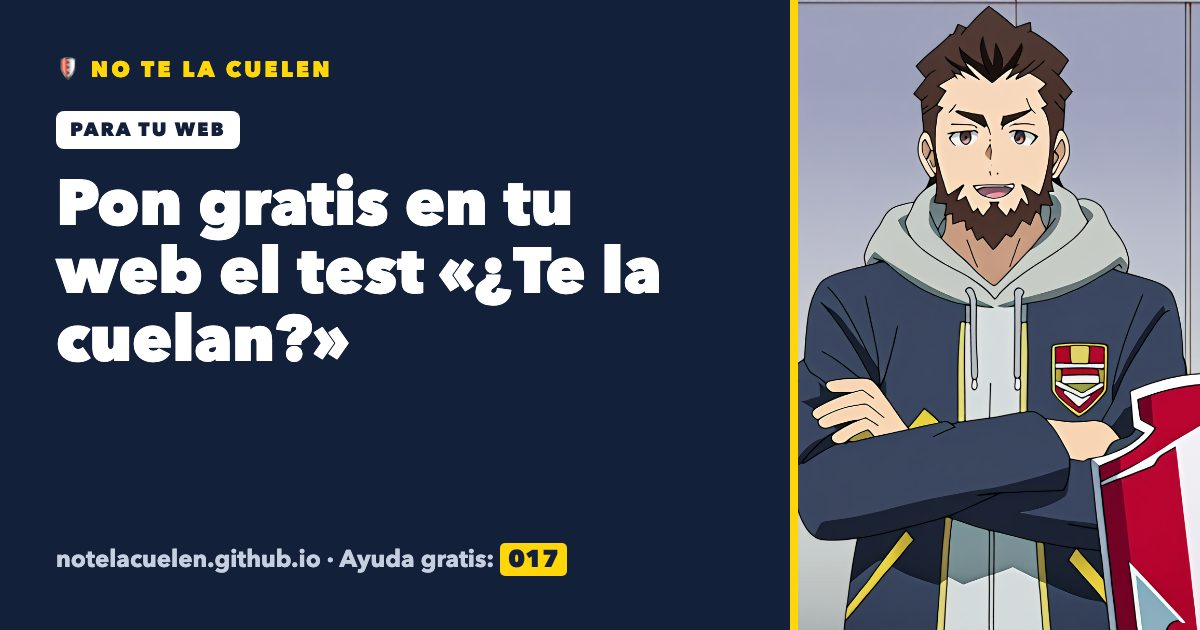 NO TE LA CUELEN
PARA TU WEB
Pon gratis en tu
web el test «¿Te la
cuelan?»
notelacuelen.github.io · Ayuda gratis: 017